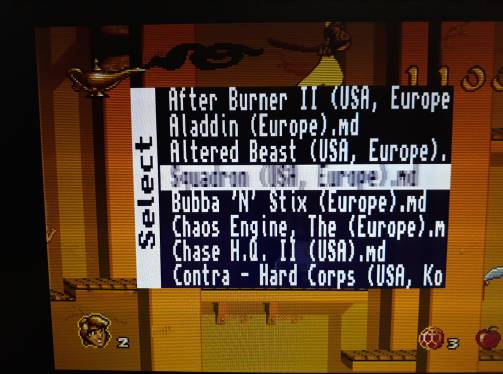 1100
Select
After Burner II (USA, Europe
Aladdin (Europe).md
Altered Beast (USA, Europe).
Squadron (USA, Europe).md
Bubba 'N' Stix (Europe).md
Chaos Engine, The (Europe).m
Chase H.Q. II (USA).md
Contra - Hard Corps (USA, Ko
2
3